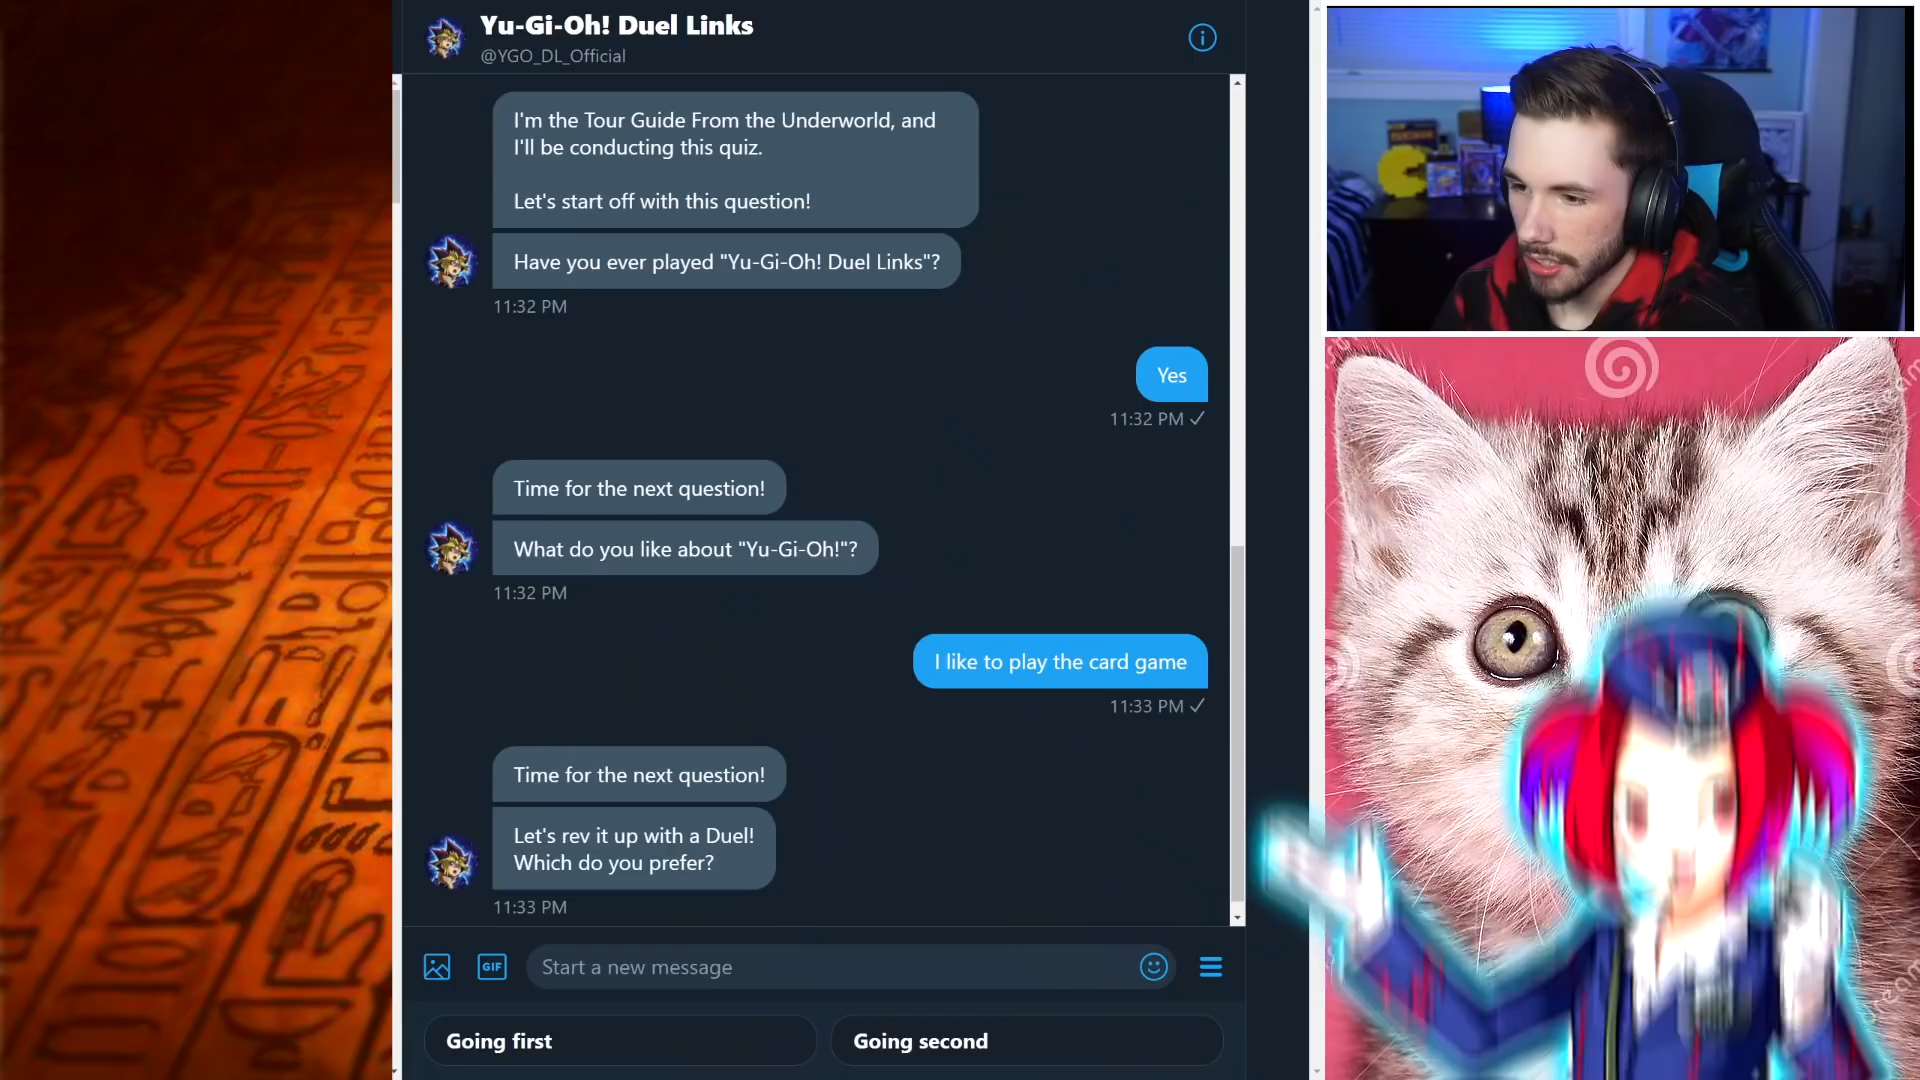 Yu-Gi-Oh! Duel Links
@YGO_DL_Official
I'm the Tour Guide From the Underworld, and
I'll be conducting this quiz.
Let's start off with this question!
Have you ever played "Yu-Gi-Oh! Duel Links"?
11:32 PM
Yes
11:32 PM
Time for the next question!
What do you like about "Yu-Gi-Oh!"?
11:32 PM
I like to play the card game
11:33 PM
Time for the next question!
Let's rev it up with a Duel!
Which do you prefer?
11:33 PM
GIF
Start a new message
Going first
Going second